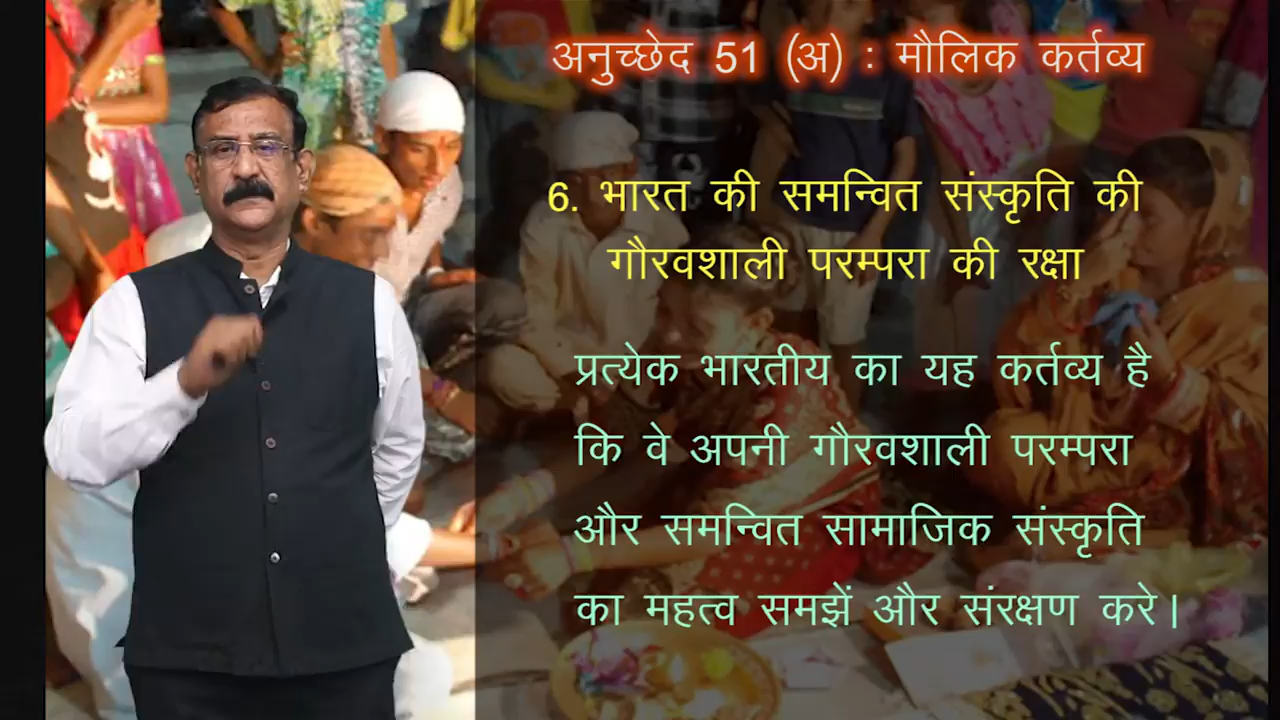 अनुच्छेद 51 (अ) : मौलिक कर्तव्य
6. भारत की समन्वित संस्कृति की
गौरवशाली परम्परा की रक्षा
प्रत्येक भारतीय का यह कर्तव्य है
कि वे अपनी गौरवशाली परम्परा
और समन्वित सामाजिक संस्कृति
का महत्व समझें और संरक्षण करे।